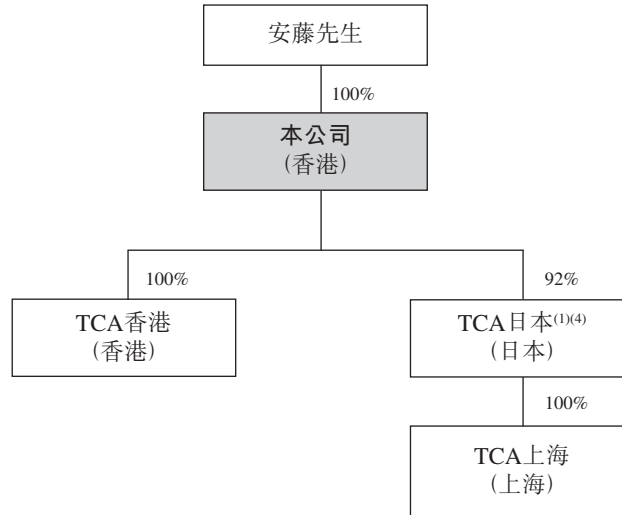 安藤先生
100%
本公司
(香港)
100%
92%
TCA香港
(香港)
TCA日本(1)(4)
(日本)
100%
TCA上海
(上海)